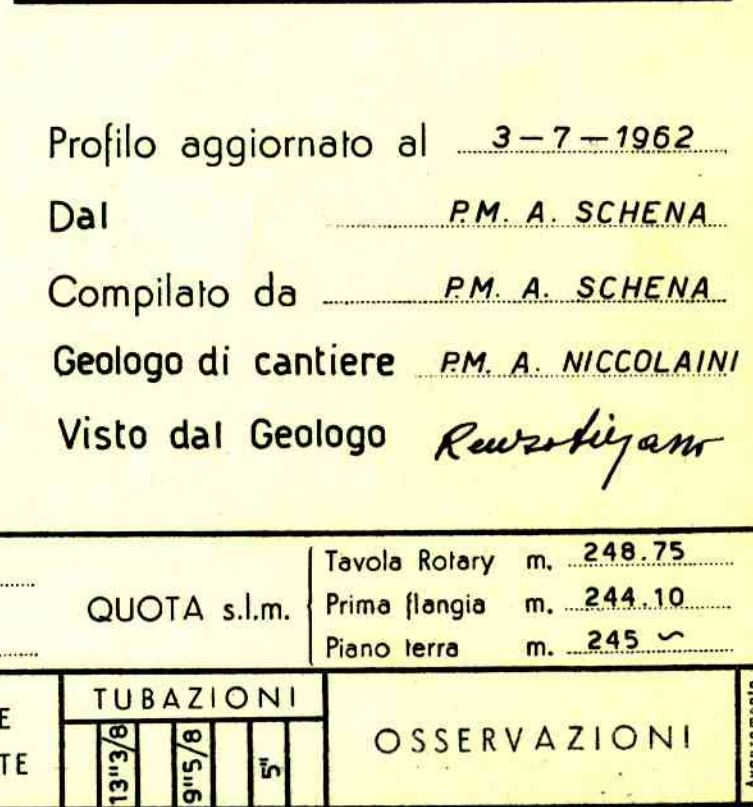 Profilo aggiornato al 3-7-1962
Dal P.M. A. SCHENA
Compilato da P.M. A. SCHENA
Geologo di cantiere P.M. A. NICCOLAINI
Visto dal Geologo
QUOTA s.l.m.
Tavola Rotary m. 248.75
Prima flangia m. 244.10
Piano terra m. 245 ~
TUBAZIONI
13"3/8 9"5/8 5"
OSSERVAZIONI
E
TE